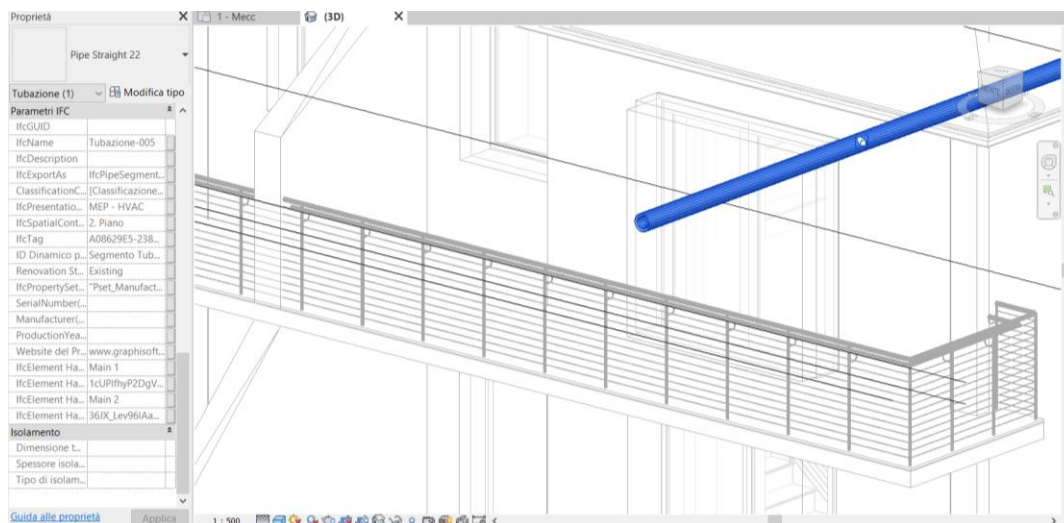 Proprietà
1 - Mecc
(3D)
Pipe Straight 22
Tubazione (1)
Modifica tipo
Parametri IFC
IfcGUID
IfcName Tubazione-005
IfcDescription
IfcExportAs IfcPipeSegment...
ClassificationC... [Classificazione...
IfcPresentatio... MEP - HVAC
IfcSpatialCont... 2. Piano
IfcTag A08629E5-238...
ID Dinamico p... Segmento Tub...
Renovation St... Existing
IfcPropertySet... "Pset_Manufact...
SerialNumber(...
Manufacturer(...
ProductionYea...
Website del Pr... www.graphisoft...
IfcElement Ha... Main 1
IfcElement Ha... 1cUPlfhyP2DgV...
IfcElement Ha... Main 2
IfcElement Ha... 36JX_Lev96IAa...
Isolamento
Dimensione t...
Spessore isola...
Tipo di isolam...
Guida alle proprietà
Applica
1 : 500